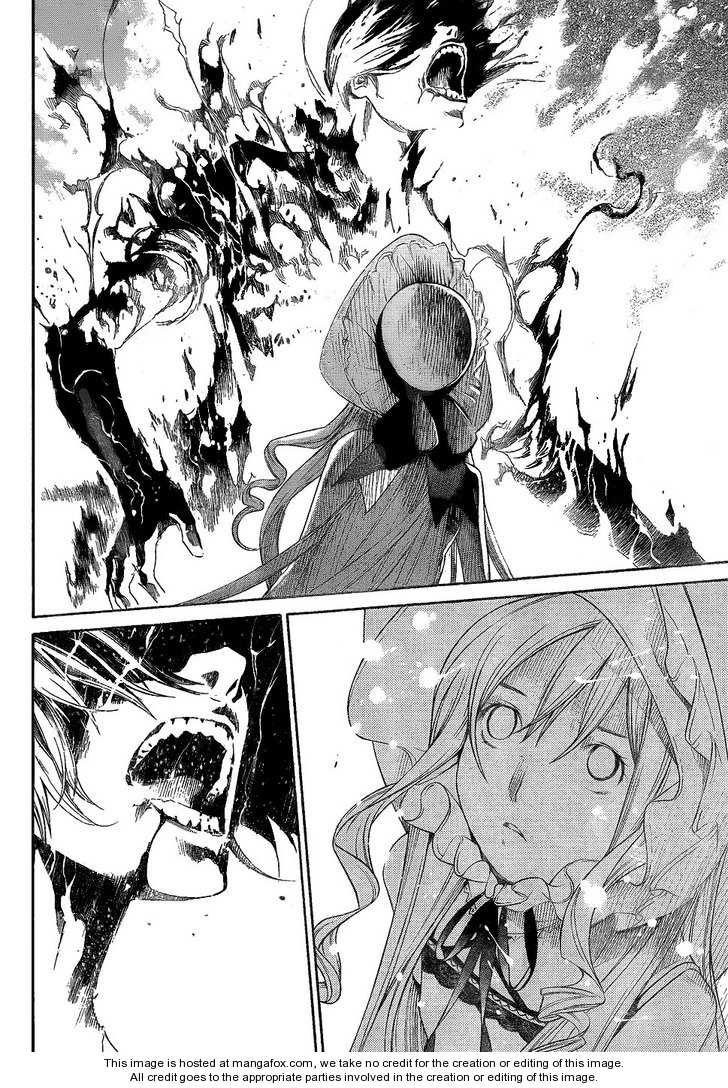 This image is hosted at mangafox.com, we take no credit for the creation or editing of this image.
All credit goes to the appropriate parties involved in the creation or editing of this image.